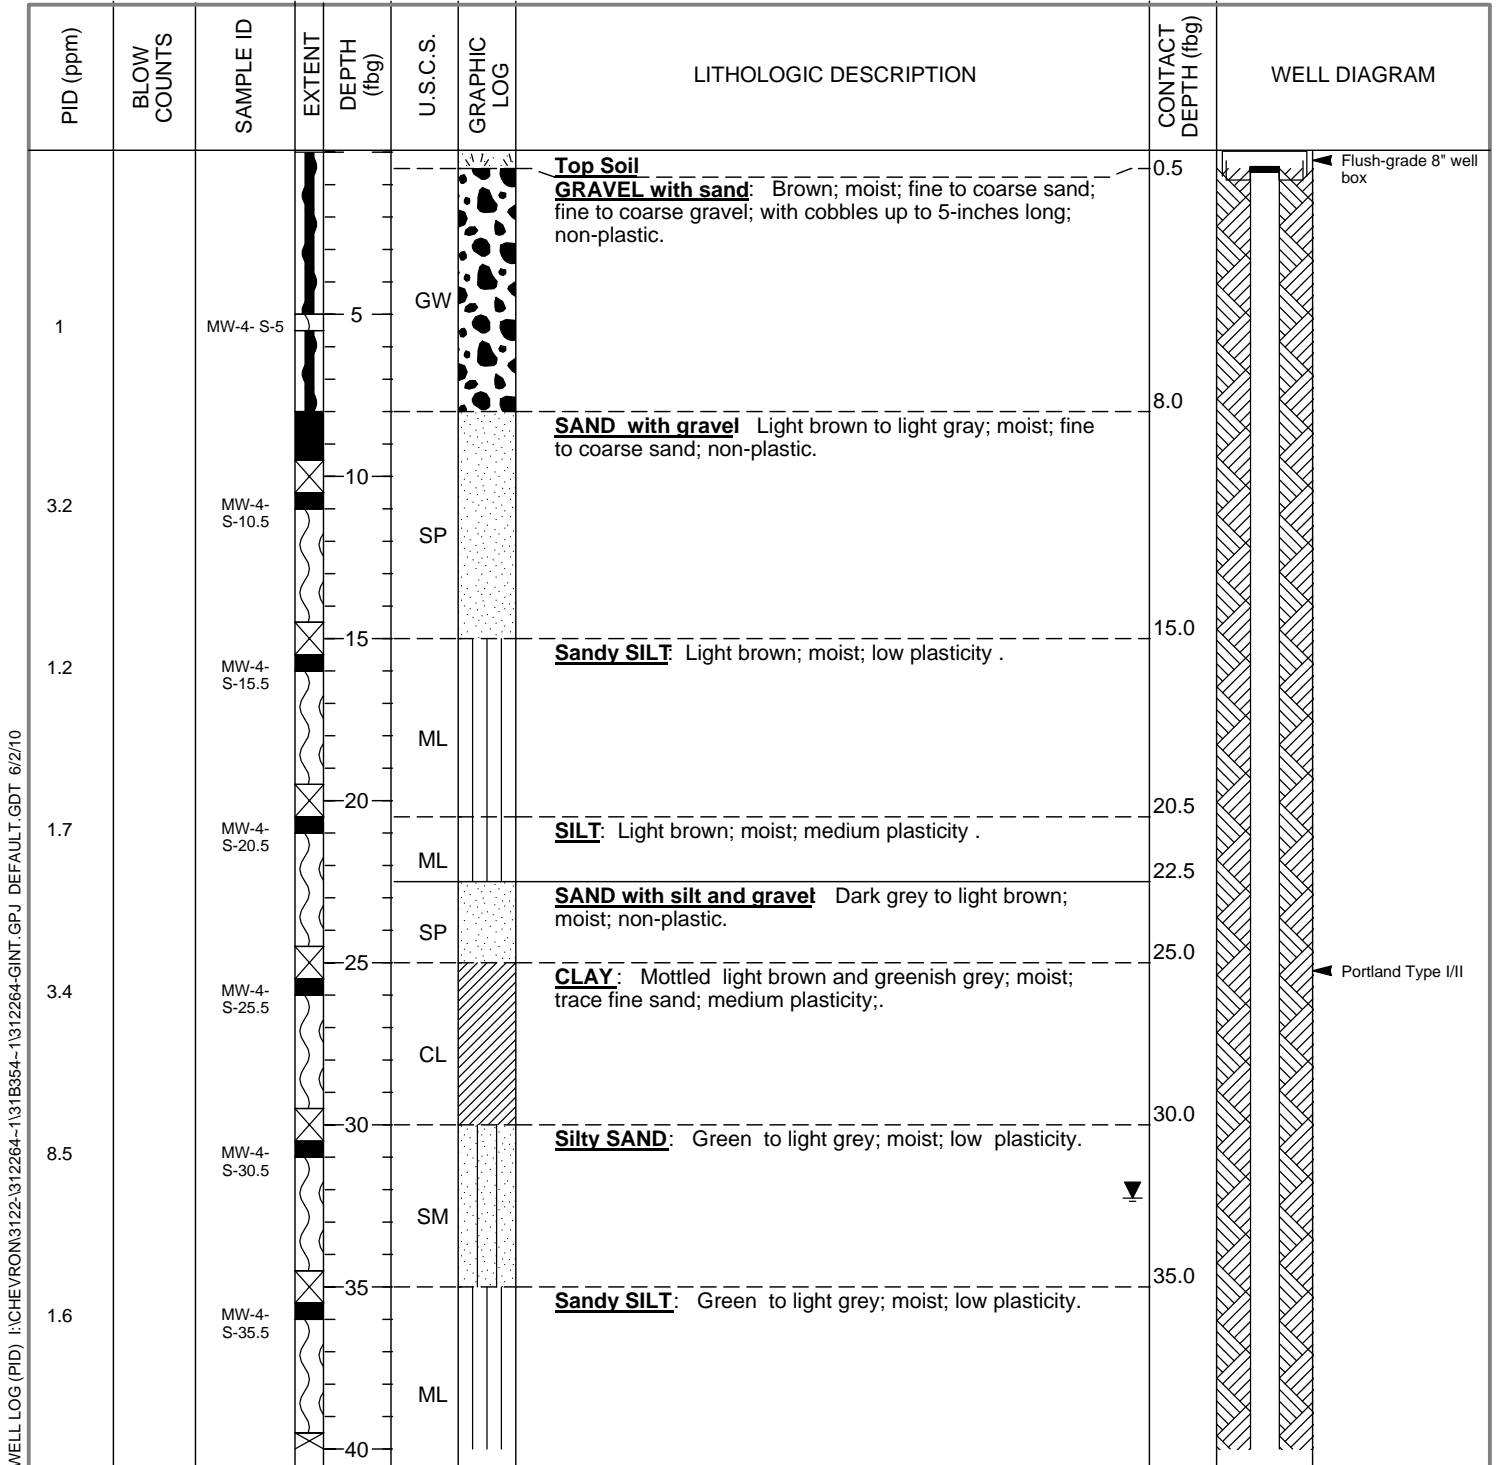 PID (ppm)
BLOW
COUNTS
SAMPLE ID
EXTENT
DEPTH
(fbg)
U.S.C.S.
GRAPHIC
LOG
LITHOLOGIC DESCRIPTION
CONTACT
DEPTH (fbg)
WELL DIAGRAM
Top Soil
0.5
Flush-grade 8" well
box
GRAVEL with sand: Brown; moist; fine to coarse sand;
fine to coarse gravel; with cobbles up to 5-inches long;
non-plastic.
GW
5
1
MW-4- S-5
8.0
SAND with gravel Light brown to light gray; moist; fine
to coarse sand; non-plastic.
10
3.2
MW-4-
S-10.5
SP
15
15.0
Sandy SILT: Light brown; moist; low plasticity .
1.2
MW-4-
S-15.5
ML
20
20.5
1.7
MW-4-
S-20.5
SILT: Light brown; moist; medium plasticity .
ML
22.5
SAND with silt and gravel Dark grey to light brown;
moist; non-plastic.
SP
25
25.0
CLAY: Mottled light brown and greenish grey; moist;
trace fine sand; medium plasticity;.
Portland Type I/II
3.4
MW-4-
S-25.5
CL
30
30.0
Silty SAND: Green to light grey; moist; low plasticity.
8.5
MW-4-
S-30.5
SM
35
35.0
Sandy SILT: Green to light grey; moist; low plasticity.
1.6
MW-4-
S-35.5
ML
40
WELL LOG (PID) I:\CHEVRON\3122-\312264~1\31B354~1\312264-GINT.GPJ DEFAULT.GDT 6/2/10